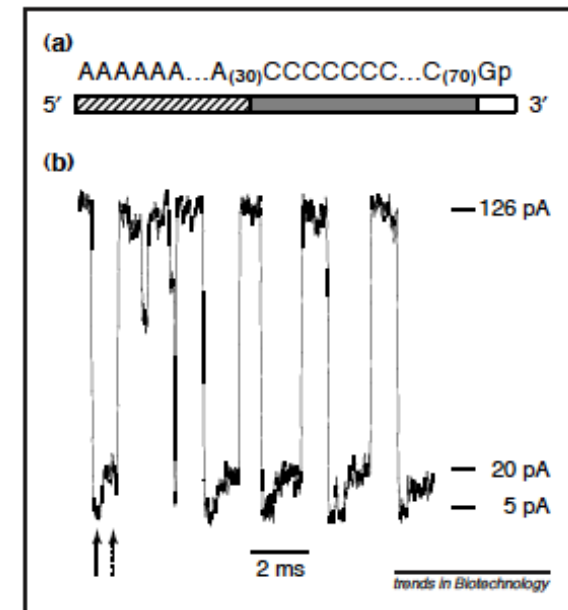 (a)
AAAAAA...A(30)CCCCCCC...C(70)Gp
5′ 3′
(b)
126 pA
20 pA
5 pA
2 ms
trends in Biotechnology